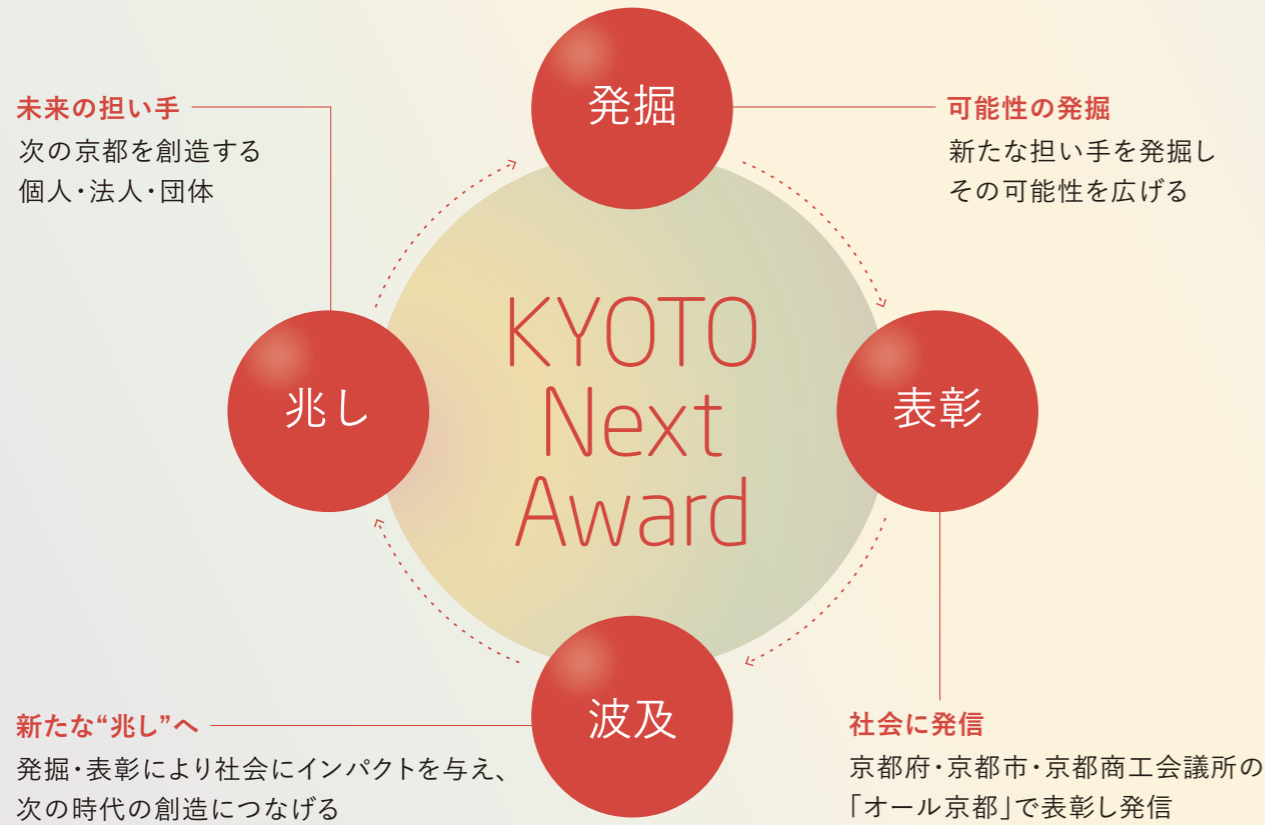 発掘
未来の担い手
次の京都を創造する
個人・法人・団体
可能性の発掘
新たな担い手を発掘し
その可能性を広げる
KYOTO
Next
Award
兆し
表彰
波及
新たな“兆し”へ
発掘・表彰により社会にインパクトを与え、
次の時代の創造につなげる
社会に発信
京都府・京都市・京都商工会議所の
「オール京都」で表彰し発信